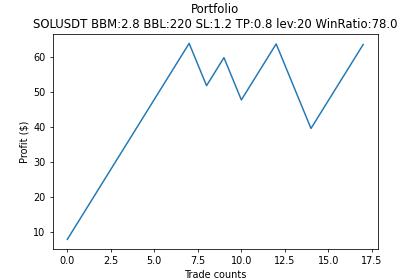 Portfolio
SOLUSDT BBM:2.8 BBL:220 SL:1.2 TP:0.8 lev:20 WinRatio:78.0
60
50
40
30
20
10
Profit ($)
0.0 2.5 5.0 7.5 10.0 12.5 15.0 17.5
Trade counts